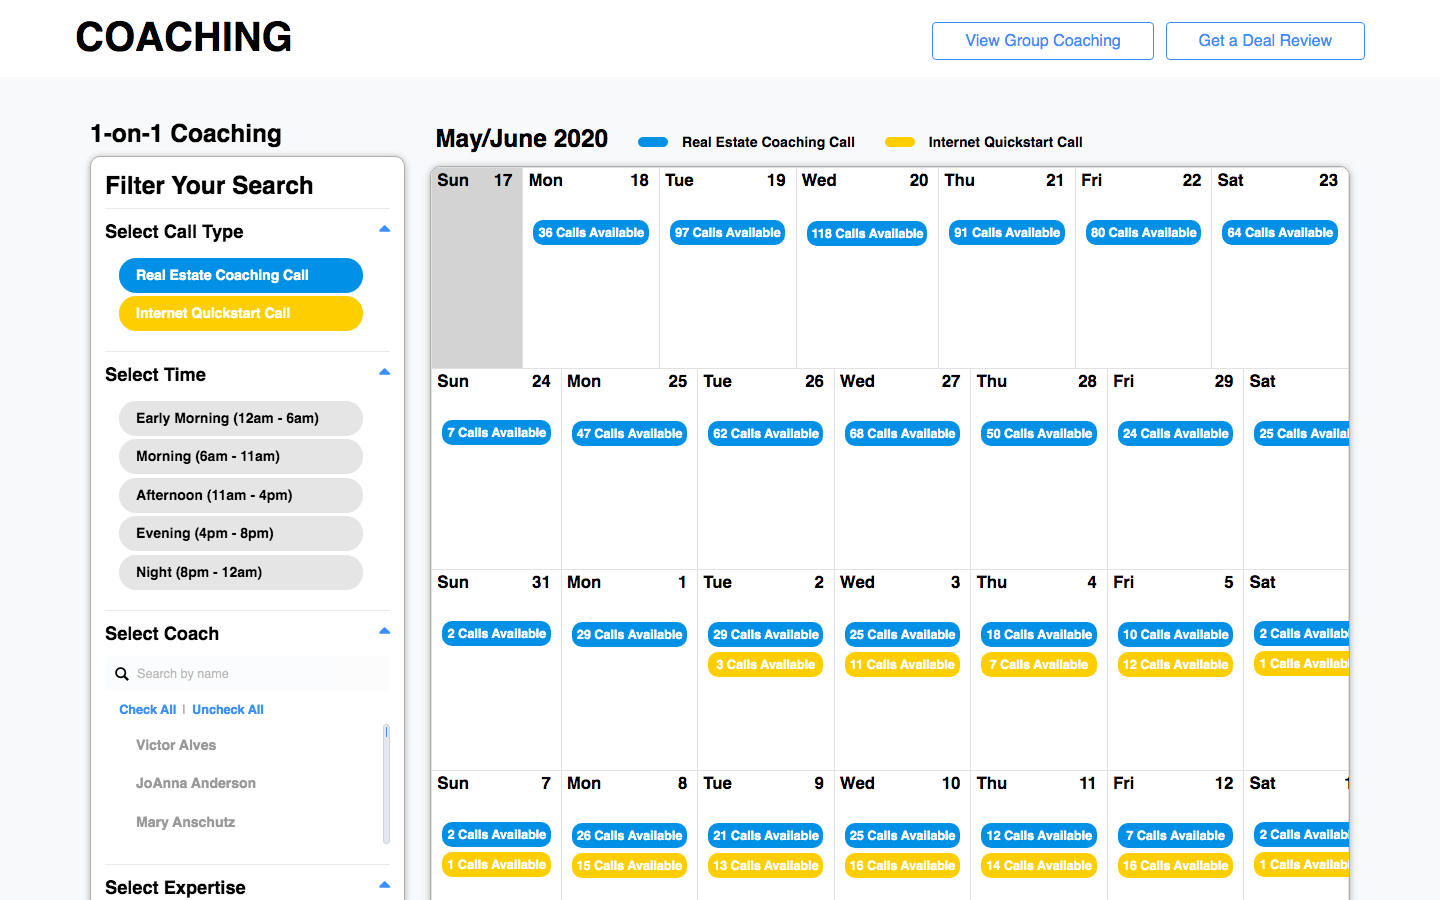 COACHING
View Group Coaching
Get a Deal Review
1-on-1 Coaching
Filter Your Search
Select Call Type
Real Estate Coaching Call
Internet Quickstart Call
Select Time
Early Morning (12am - 6am)
Morning (6am - 11am)
Afternoon (11am - 4pm)
Evening (4pm - 8pm)
Night (8pm - 12am)
Select Coach
Search by name
Check All | Uncheck All
Victor Alves
JoAnna Anderson
Mary Anschutz
Select Expertise
May/June 2020
Real Estate Coaching Call
Internet Quickstart Call
Sun 17 Mon 18 Tue 19 Wed 20 Thu 21 Fri 22 Sat 23
36 Calls Available 97 Calls Available 118 Calls Available 91 Calls Available 80 Calls Available 64 Calls Available
Sun 24 Mon 25 Tue 26 Wed 27 Thu 28 Fri 29 Sat
7 Calls Available 47 Calls Available 62 Calls Available 68 Calls Available 50 Calls Available 24 Calls Available 25 Calls Availal
Sun 31 Mon 1 Tue 2 Wed 3 Thu 4 Fri 5 Sat
2 Calls Available 29 Calls Available 29 Calls Available 25 Calls Available 18 Calls Available 10 Calls Available 2 Calls Availab
3 Calls Available 11 Calls Available 7 Calls Available 12 Calls Available 1 Calls Availabl
Sun 7 Mon 8 Tue 9 Wed 10 Thu 11 Fri 12 Sat
2 Calls Available 26 Calls Available 21 Calls Available 25 Calls Available 12 Calls Available 7 Calls Available 2 Calls Availab
1 Calls Available 15 Calls Available 13 Calls Available 16 Calls Available 14 Calls Available 16 Calls Available 1 Calls Availabl